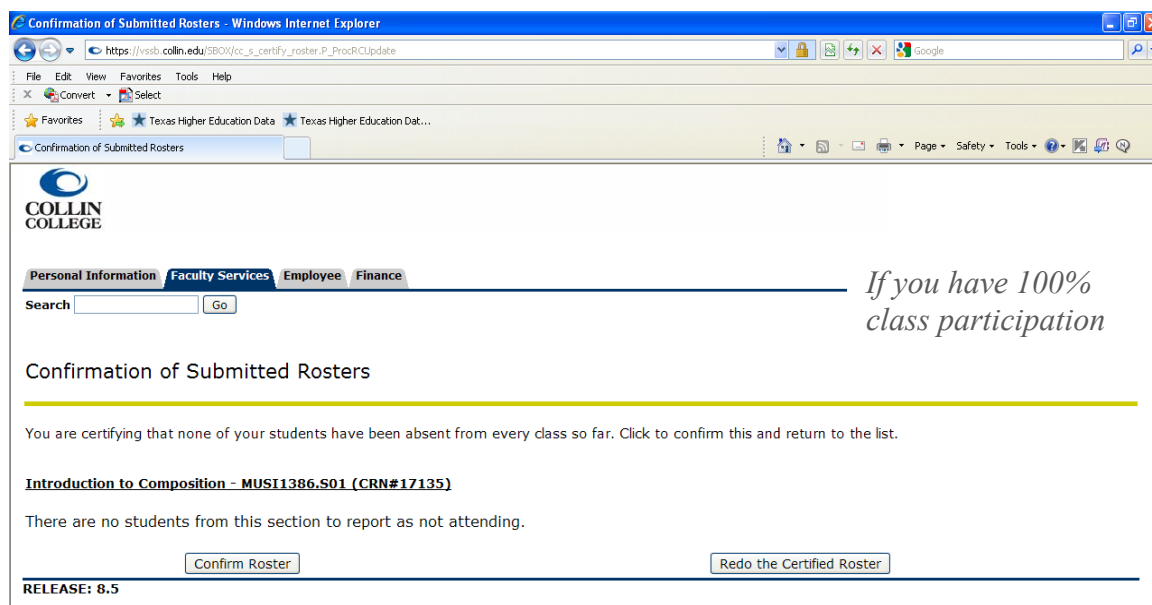 Confirmation of Submitted Rosters - Windows Internet Explorer
https://vssb.collin.edu/SBOX/cc_s_certify_roster.P_ProcRCUpdate
Google
File Edit View Favorites Tools Help
X Convert Select
Favorites Texas Higher Education Data Texas Higher Education Dat...
Confirmation of Submitted Rosters
Page Safety Tools
COLLIN
COLLEGE
Personal Information Faculty Services Employee Finance
Search Go
If you have 100%
class participation
Confirmation of Submitted Rosters
You are certifying that none of your students have been absent from every class so far. Click to confirm this and return to the list.
Introduction to Composition - MUSI1386.S01 (CRN#17135)
There are no students from this section to report as not attending.
Confirm Roster Redo the Certified Roster
RELEASE: 8.5